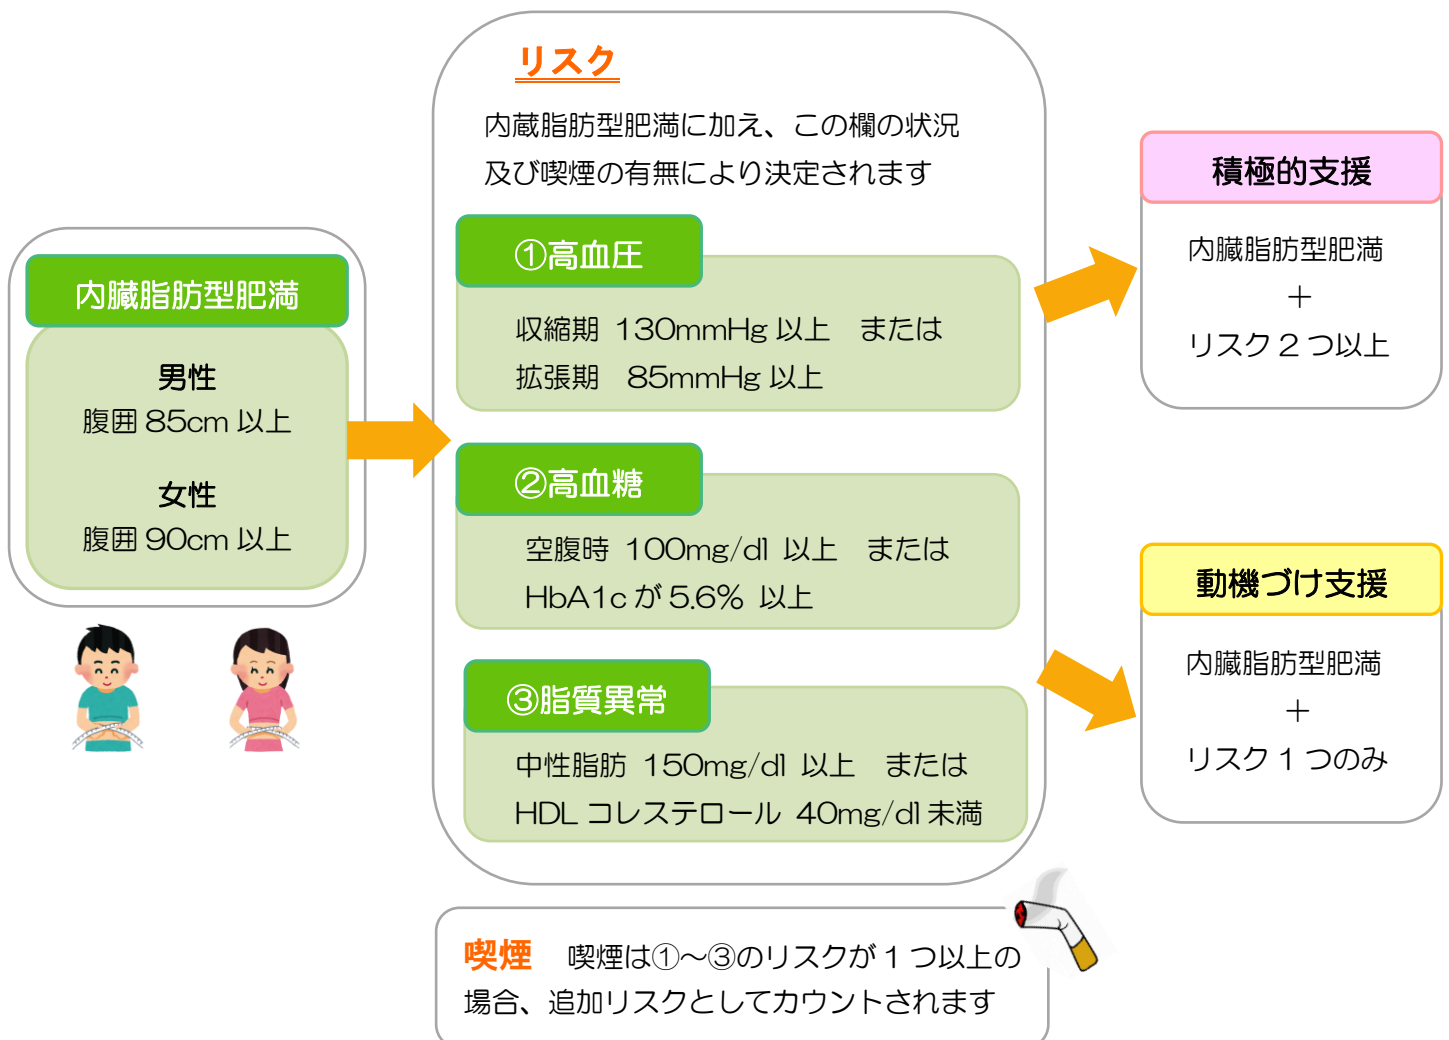 リスク
内蔵脂肪型肥満に加え、この欄の状況
及び喫煙の有無により決定されます
内臓脂肪型肥満
男性
腹囲 85cm 以上
女性
腹囲 90cm 以上
①高血圧
収縮期 130mmHg 以上 または
拡張期 85mmHg 以上
②高血糖
空腹時 100mg/dl 以上 または
HbA1c が 5.6% 以上
③脂質異常
中性脂肪 150mg/dl 以上 または
HDL コレステロール 40mg/dl 未満
喫煙 喫煙は①~③のリスクが 1 つ以上の
場合、追加リスクとしてカウントされます
積極的支援
内臓脂肪型肥満
+
リスク 2 つ以上
動機づけ支援
内臓脂肪型肥満
+
リスク 1 つのみ